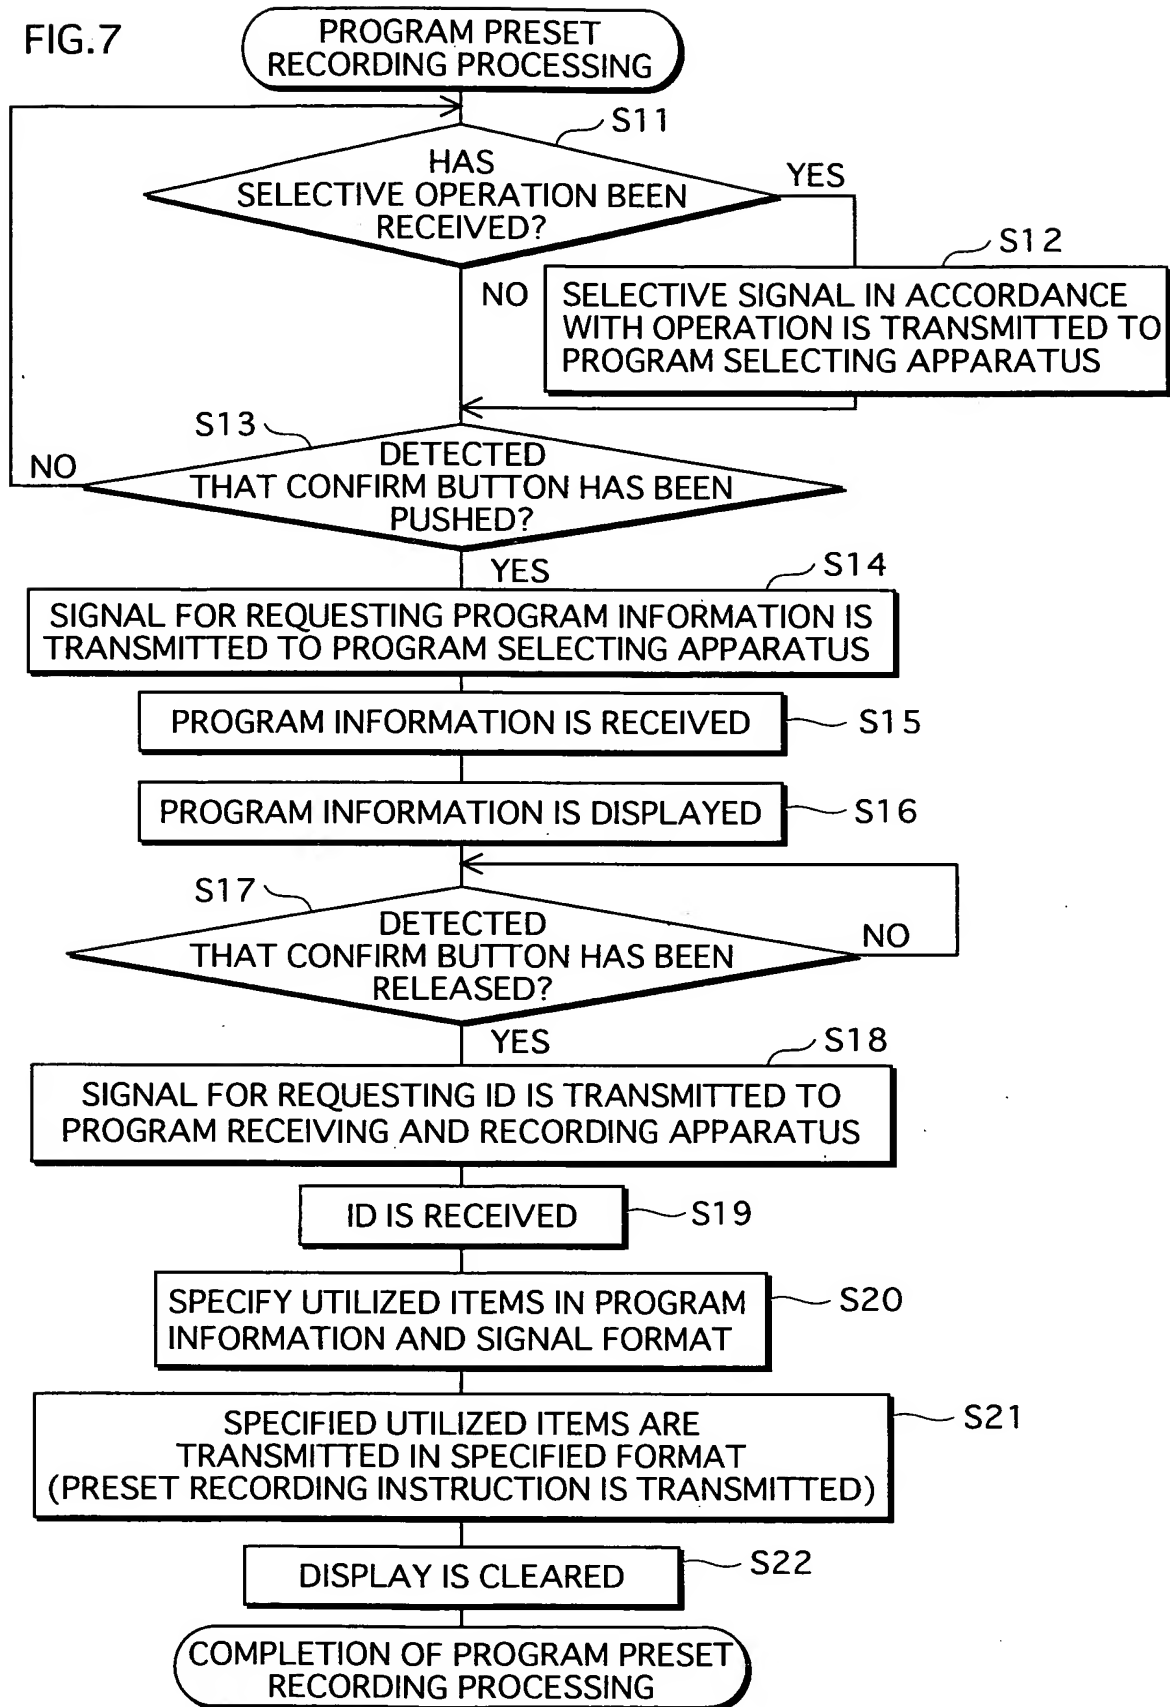 FIG.7
PROGRAM PRESET
RECORDING PROCESSING
S11
HAS
SELECTIVE OPERATION BEEN
RECEIVED?
YES
S12
NO
SELECTIVE SIGNAL IN ACCORDANCE
WITH OPERATION IS TRANSMITTED TO
PROGRAM SELECTING APPARATUS
S13
NO
DETECTED
THAT CONFIRM BUTTON HAS BEEN
PUSHED?
YES
S14
SIGNAL FOR REQUESTING PROGRAM INFORMATION IS
TRANSMITTED TO PROGRAM SELECTING APPARATUS
PROGRAM INFORMATION IS RECEIVED
S15
PROGRAM INFORMATION IS DISPLAYED
S16
S17
DETECTED
THAT CONFIRM BUTTON HAS BEEN
RELEASED?
NO
YES
S18
SIGNAL FOR REQUESTING ID IS TRANSMITTED TO
PROGRAM RECEIVING AND RECORDING APPARATUS
ID IS RECEIVED
S19
SPECIFY UTILIZED ITEMS IN PROGRAM
INFORMATION AND SIGNAL FORMAT
S20
SPECIFIED UTILIZED ITEMS ARE
TRANSMITTED IN SPECIFIED FORMAT
(PRESET RECORDING INSTRUCTION IS TRANSMITTED)
S21
DISPLAY IS CLEARED
S22
COMPLETION OF PROGRAM PRESET
RECORDING PROCESSING